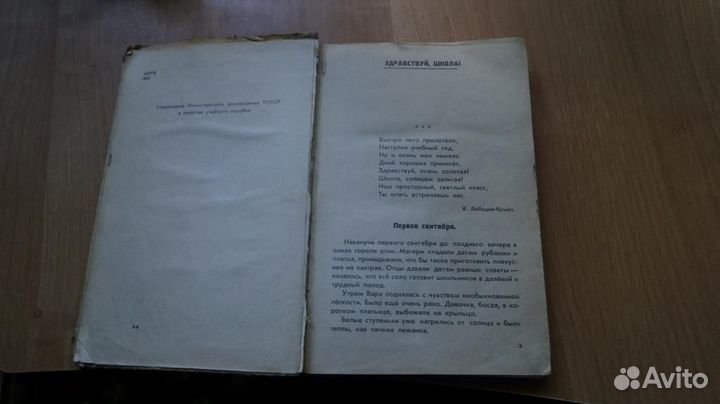 Утверждено Министерством просвещения РСФСР
в качестве учебного пособия
44
ЗДРАВСТВУЙ, ШКОЛА!
* * *
Быстро лето пролетело,
Наступил учебный год,
Но и осень нам немало
Дней хороших принесёт.
Здравствуй, осень золотая!
Школа, солнцем залитая!
Наш просторный, светлый класс,
Ты опять встречаешь нас.
В. Лебедев-Кумач.
Первое сентября.
Накануне первого сентября до позднего вечера в
окнах горели огни. Матери гладили детям рубашки и
платья, прикидывали, что бы такое приготовить повкус-
нее на завтрак. Отцы давали детям разные советы —
казалось, что всё село готовит школьников в далёкий и
трудный поход.
Утром Варя поднялась с чувством необыкновенной
лёгкости. Было ещё очень рано. Девочка, босая, в ко-
ротком платьице, выбежала на крыльцо.
Белые ступеньки уже нагрелись от солнца и были
теплы, как печная лежанка.
3
Avito